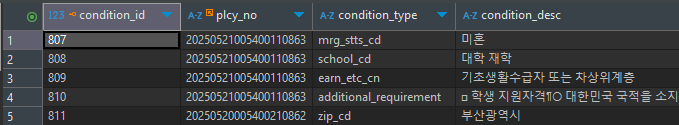 123 condition_id A-Z plcy_no A-Z condition_type A-Z condition_desc
1 807 20250521005400110863 mrg_stts_cd 미혼
2 808 20250521005400110863 school_cd 대학 재학
3 809 20250521005400110863 earn_etc_cn 기초생활수급자 또는 차상위계층
4 810 20250521005400110863 additional_requirement ¤ 학생 지원자격¶○ 대한민국 국적을 소지
5 811 20250520005400210862 zip_cd 부산광역시